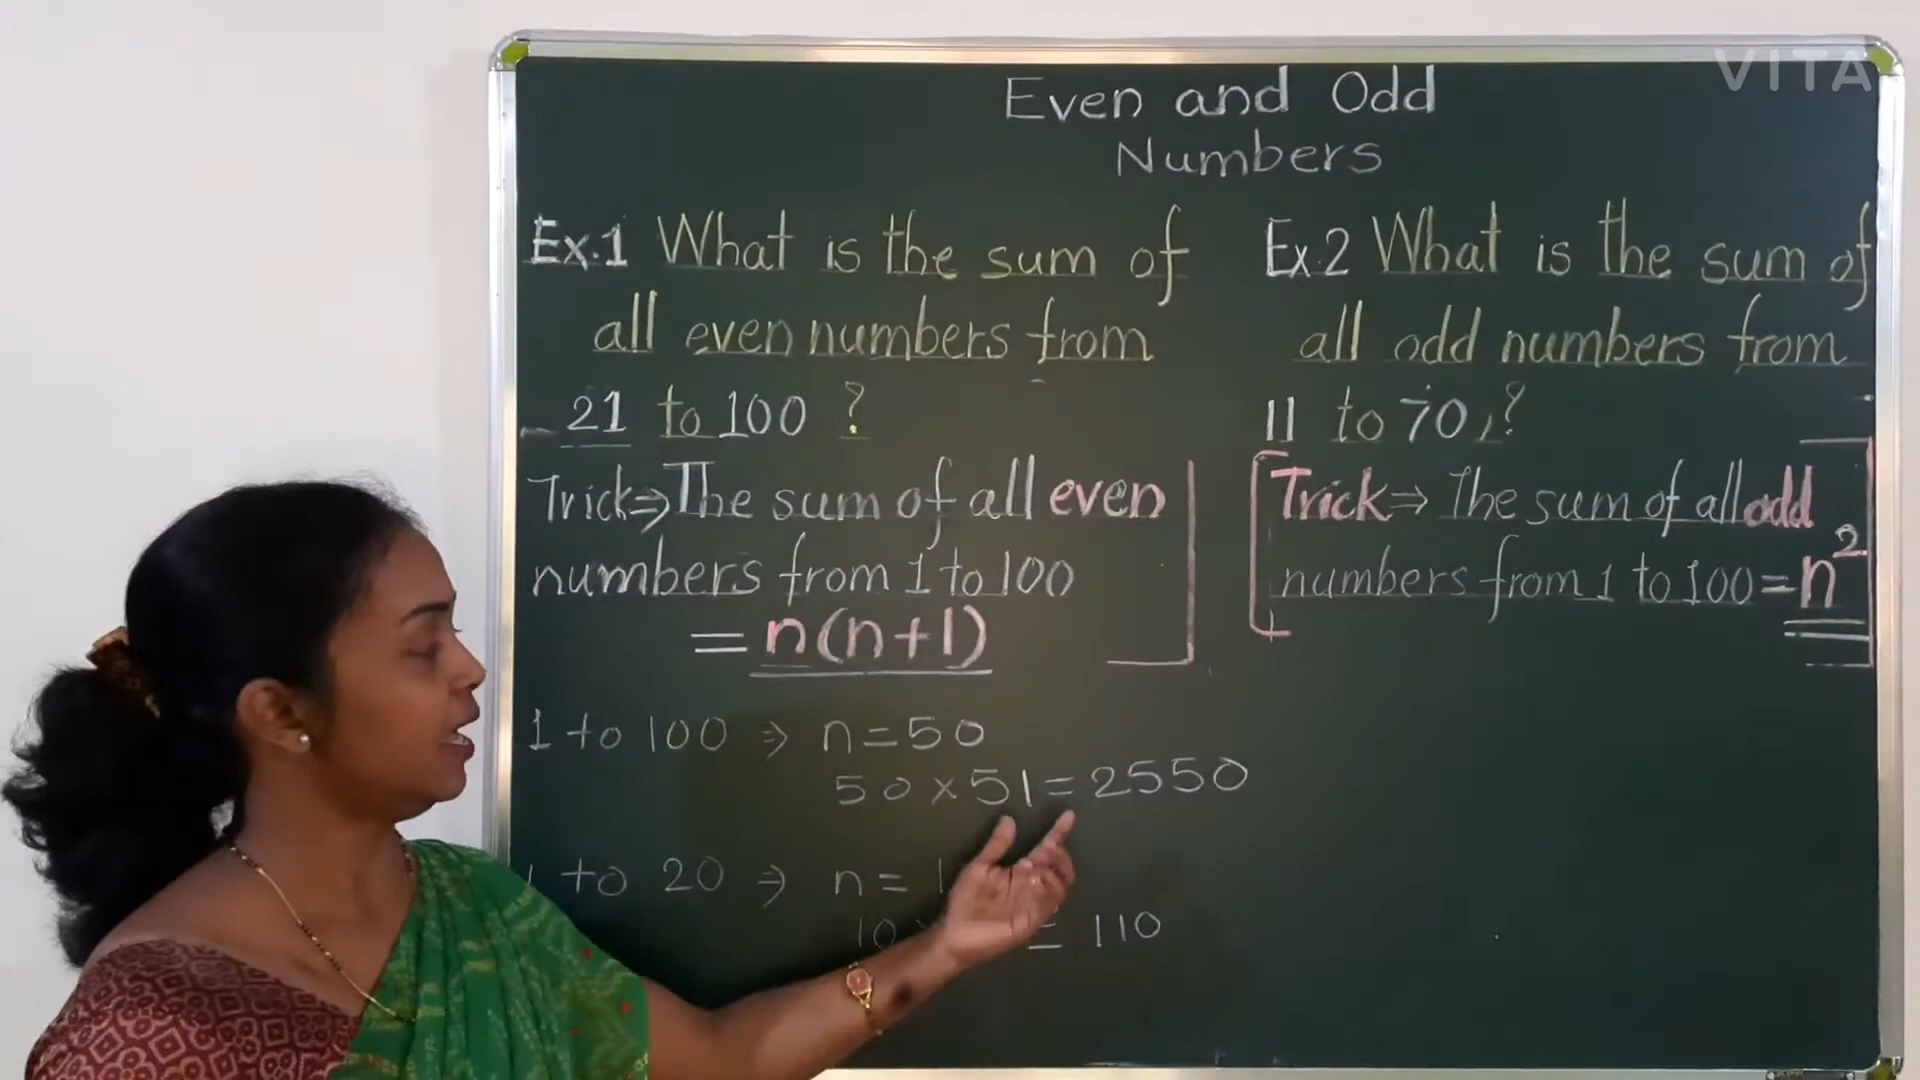 VITA
Even and Odd
Numbers
Ex.1 What is the sum of
all even numbers from
21 to 100 ?
Trick⇒The sum of all even
numbers from 1 to 100
= n(n+1)
1 to 100 ⇒ n=50
50×51=2550
to 20 ⇒ n=
10 = 110
Ex.2 What is the sum of
all odd numbers from
11 to 70,?
Trick⇒ The sum of all odd
numbers from 1 to 100=n²